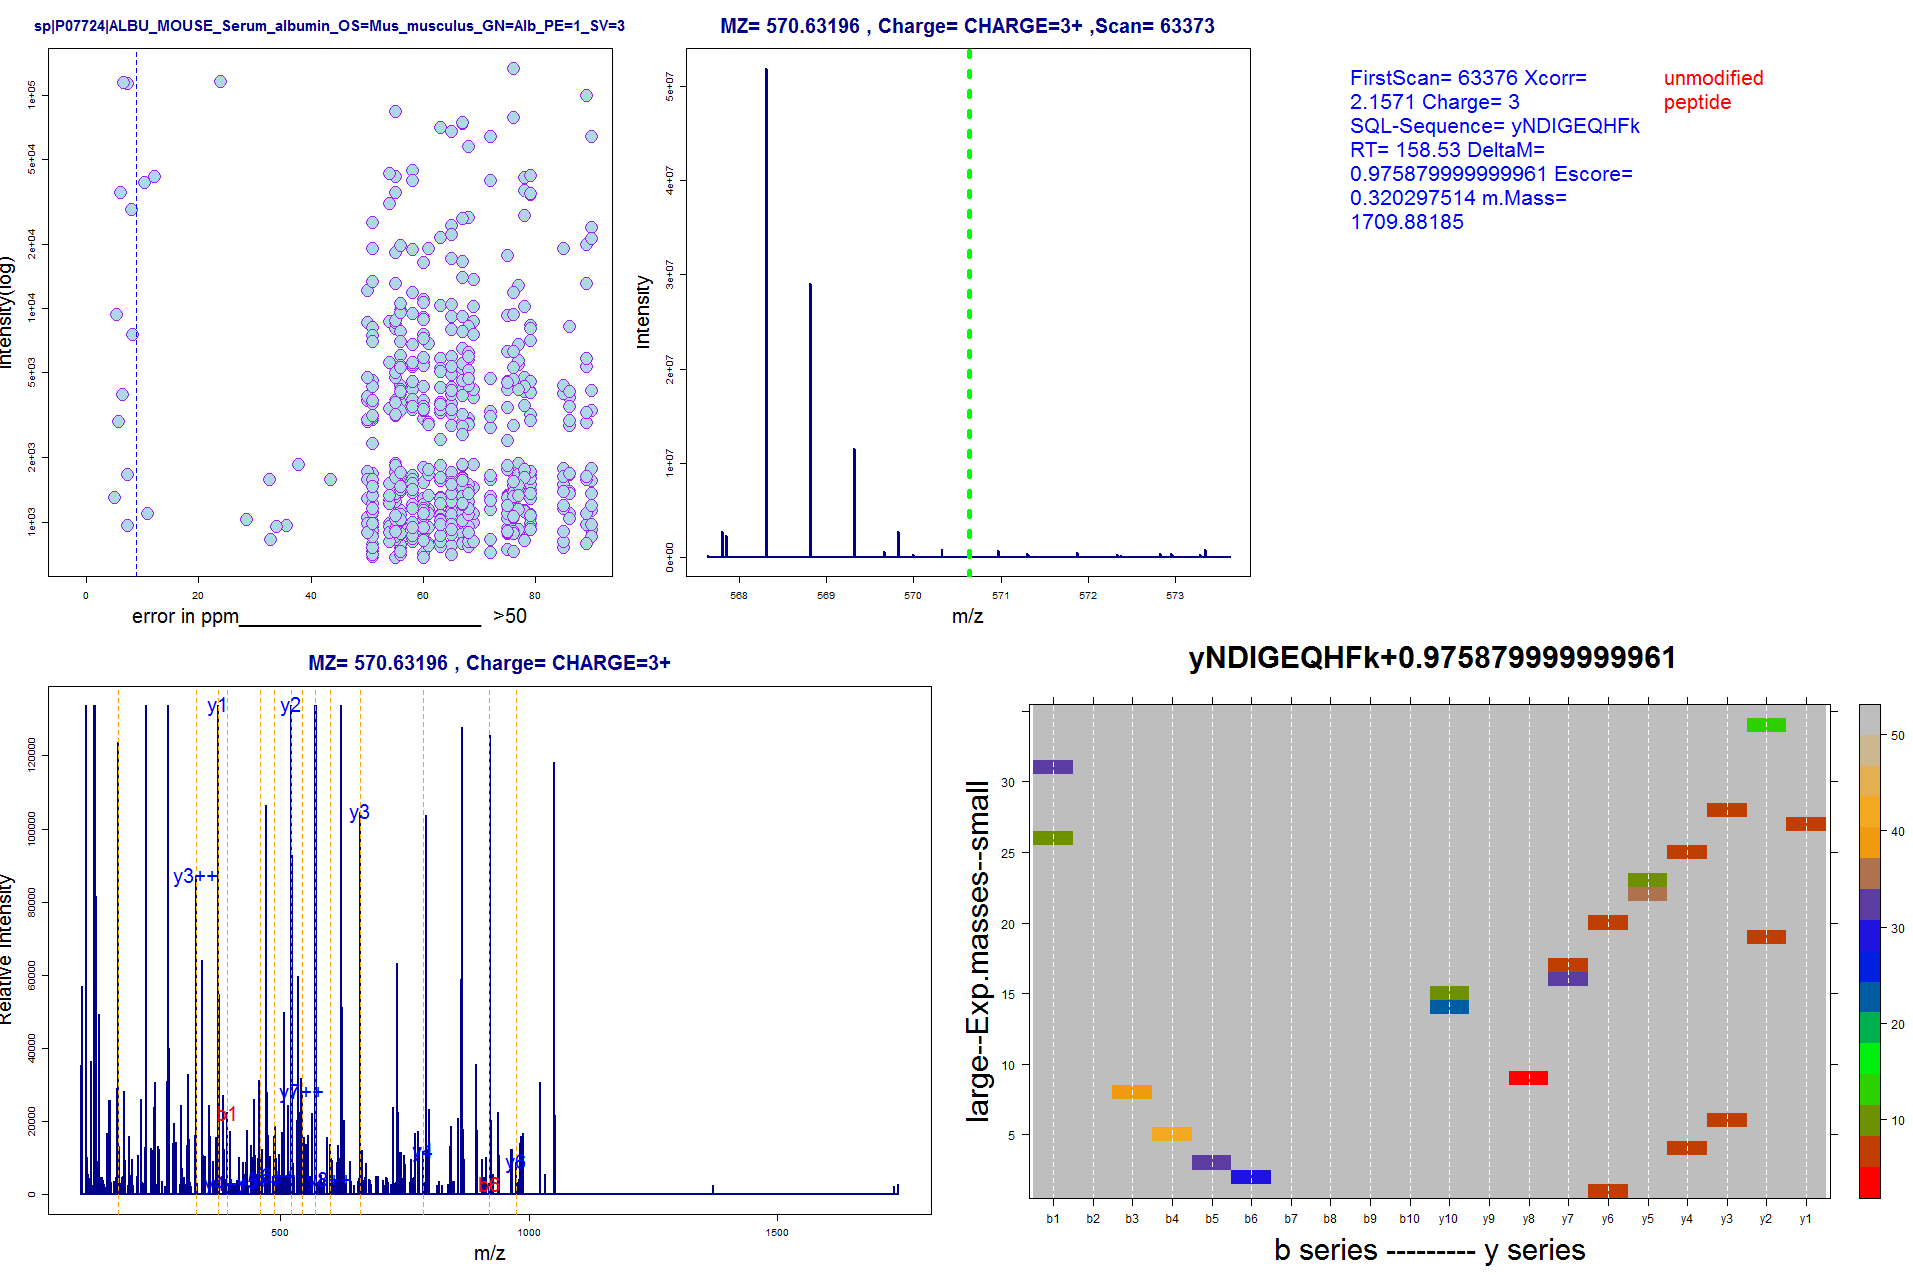 sp|P07724|ALBU_MOUSE_Serum_albumin_OS=Mus_musculus_GN=Alb_PE=1_SV=3
Intensity(log)
1e+05
5e+04
2e+04
1e+04
5e+03
2e+03
1e+03
0 20 40 60 80
error in ppm______________________ >50
MZ= 570.63196 , Charge= CHARGE=3+ ,Scan= 63373
Intensity
5e+07
4e+07
3e+07
2e+07
1e+07
0e+00
568 569 570 571 572 573
m/z
FirstScan= 63376 Xcorr=
2.1571 Charge= 3
SQL-Sequence= yNDIGEQHFk
RT= 158.53 DeltaM=
0.975879999999961 Escore=
0.320297514 m.Mass=
1709.88185
unmodified
peptide
MZ= 570.63196 , Charge= CHARGE=3+
Relative Intensity
120000
100000
80000
60000
40000
20000
0
y1
y2
y3
y3++
y7++
b1
y4
y5
b6
500 1000 1500
m/z
yNDIGEQHFk+0.975879999999961
large--Exp.masses--small
30
25
20
15
10
5
b1 b2 b3 b4 b5 b6 b7 b8 b9 b10 y10 y9 y8 y7 y6 y5 y4 y3 y2 y1
b series --------- y series
50
40
30
20
10